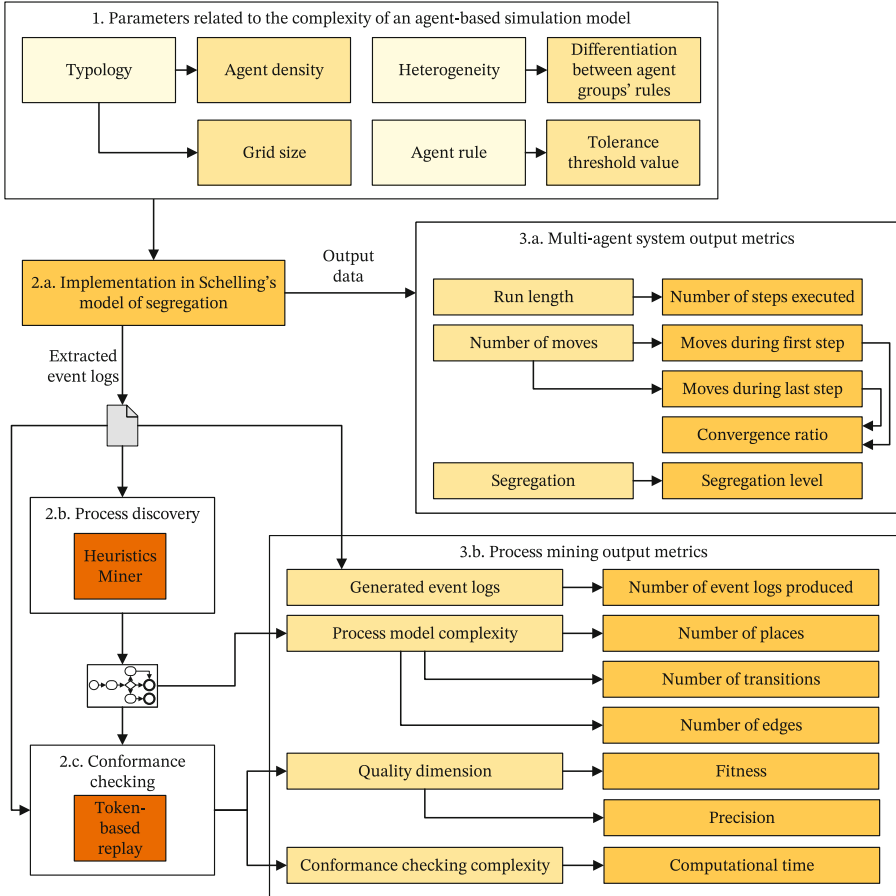 1. Parameters related to the complexity of an agent-based simulation model
Typology
Agent density
Heterogeneity
Differentiation
between agent
groups' rules
Grid size
Agent rule
Tolerance
threshold value
2.a. Implementation in Schelling's
model of segregation
Output
data
3.a. Multi-agent system output metrics
Run length
Number of steps executed
Number of moves
Moves during first step
Moves during last step
Convergence ratio
Segregation
Segregation level
Extracted
event logs
2.b. Process discovery
Heuristics
Miner
2.c. Conformance
checking
Token-
based
replay
3.b. Process mining output metrics
Generated event logs
Number of event logs produced
Process model complexity
Number of places
Number of transitions
Number of edges
Quality dimension
Fitness
Precision
Conformance checking complexity
Computational time